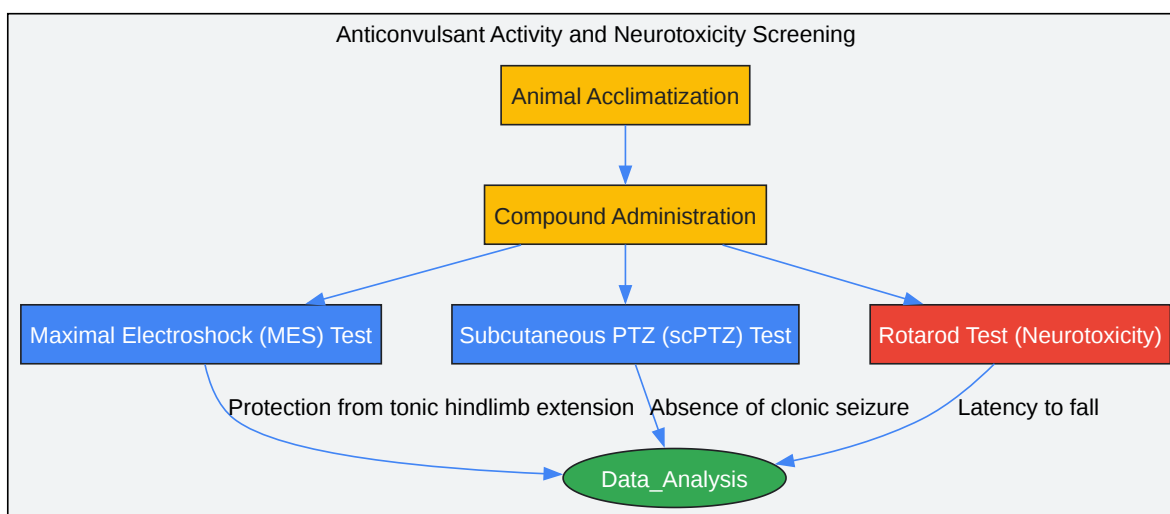 Anticonvulsant Activity and Neurotoxicity Screening
Animal Acclimatization
Compound Administration
Maximal Electroshock (MES) Test
Subcutaneous PTZ (scPTZ) Test
Rotarod Test (Neurotoxicity)
Protection from tonic hindlimb extension
Absence of clonic seizure
Latency to fall
Data_Analysis